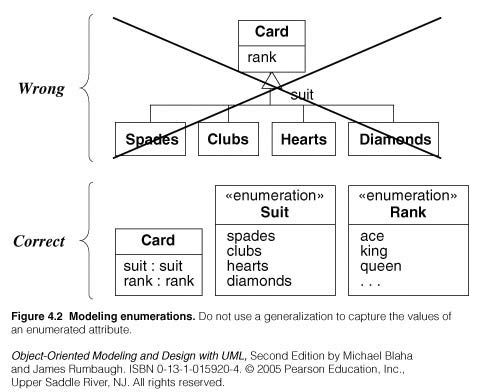 Card
rank
Wrong
suit
Spades Clubs Hearts Diamonds
«enumeration» «enumeration»
Suit Rank
Correct
Card
suit : suit
rank : rank
spades
clubs
hearts
diamonds
ace
king
queen
. . .
Figure 4.2 Modeling enumerations. Do not use a generalization to capture the values of
an enumerated attribute.
Object-Oriented Modeling and Design with UML, Second Edition by Michael Blaha
and James Rumbaugh. ISBN 0-13-1-015920-4. © 2005 Pearson Education, Inc.,
Upper Saddle River, NJ. All rights reserved.